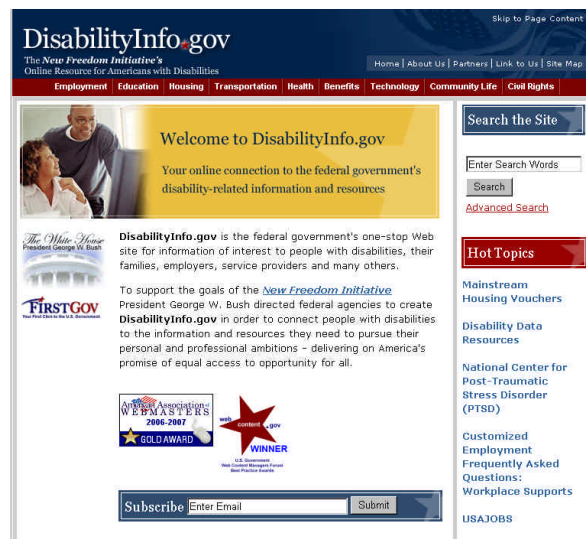 Skip to Page Content
DisabilityInfo.gov
The New Freedom Initiative's
Online Resource for Americans with Disabilities
Home | About Us | Partners | Link to Us | Site Map
Employment Education Housing Transportation Health Benefits Technology Community Life Civil Rights
Welcome to DisabilityInfo.gov
Your online connection to the federal government's
disability-related information and resources
Search the Site
Enter Search Words
Search
Advanced Search
The White House
President George W. Bush
FIRSTGOV
Your First Click to the U.S. Government
DisabilityInfo.gov is the federal government's one-stop Web
site for information of interest to people with disabilities, their
families, employers, service providers and many others.
To support the goals of the New Freedom Initiative
President George W. Bush directed federal agencies to create
DisabilityInfo.gov in order to connect people with disabilities
to the information and resources they need to pursue their
personal and professional ambitions - delivering on America's
promise of equal access to opportunity for all.
American Association of
WEBMASTERS
2006-2007
GOLD AWARD
web
content .gov
WINNER
U.S. Government
Web Content Managers Forum
Best Practice Awards
Subscribe Enter Email Submit
Hot Topics
Mainstream
Housing Vouchers
Disability Data
Resources
National Center for
Post-Traumatic
Stress Disorder
(PTSD)
Customized
Employment
Frequently Asked
Questions:
Workplace Supports
USAJOBS